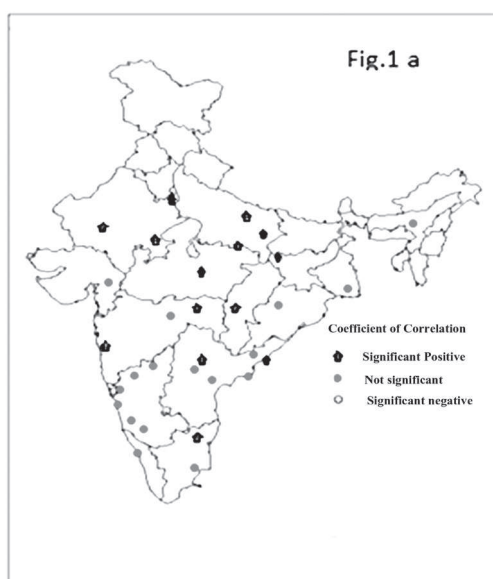 Fig.1 a
Coefficient of Correlation
Significant Positive
Not significant
Significant negative